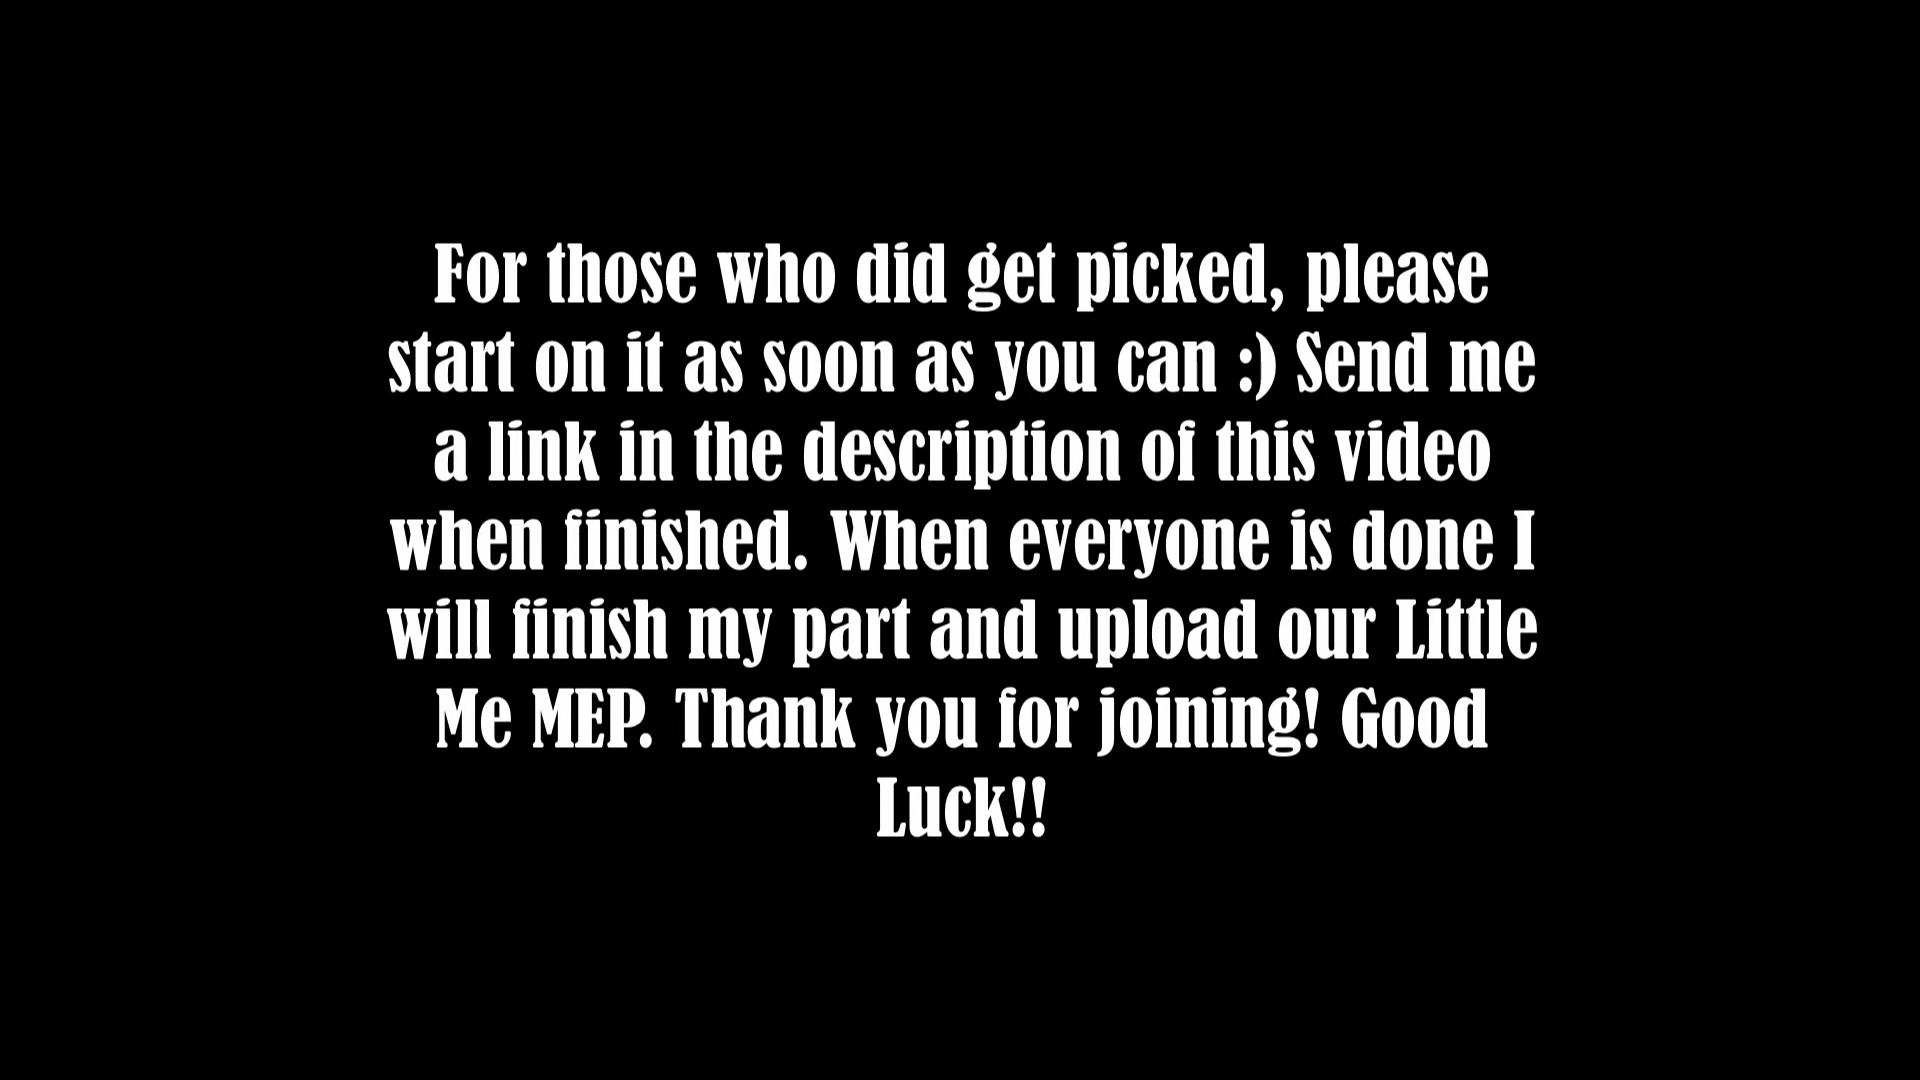 For those who did get picked, please
start on it as soon as you can :) Send me
a link in the description of this video
when finished. When everyone is done I
will finish my part and upload our Little
Me MEP. Thank you for joining! Good
Luck!!